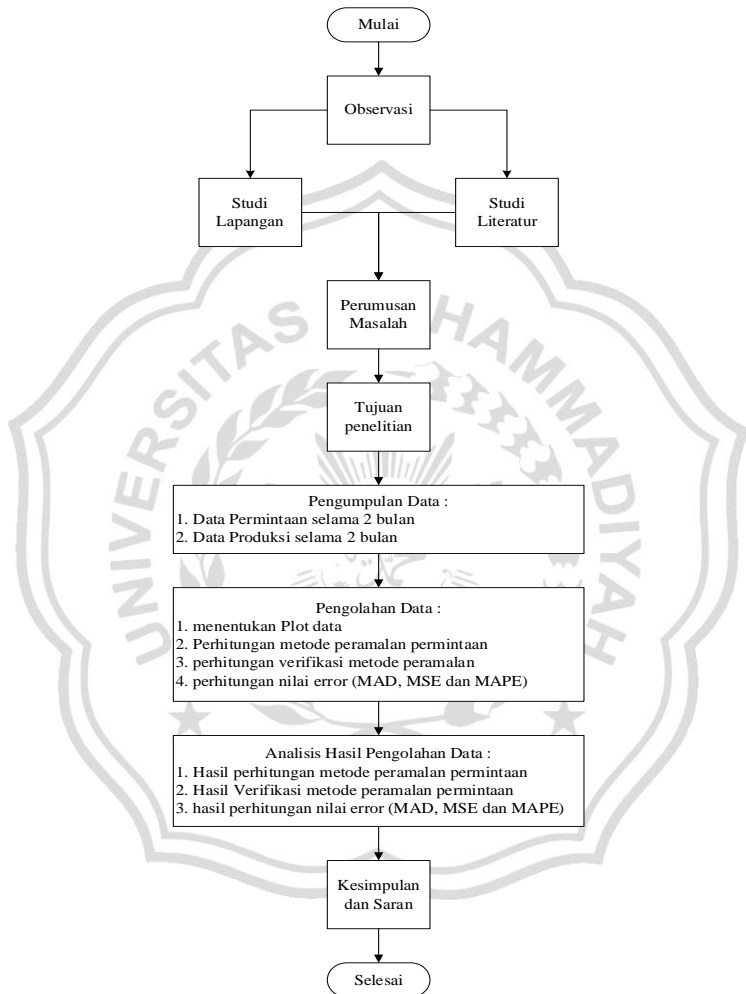 Mulai
Observasi
Studi
Lapangan
Studi
Literatur
Perumusan
Masalah
Tujuan
penelitian
Pengumpulan Data :
1. Data Permintaan selama 2 bulan
2. Data Produksi selama 2 bulan
Pengolahan Data :
1. menentukan Plot data
2. Perhitungan metode peramalan permintaan
3. perhitungan verifikasi metode peramalan
4. perhitungan nilai error (MAD, MSE dan MAPE)
Analisis Hasil Pengolahan Data :
1. Hasil perhitungan metode peramalan permintaan
2. Hasil Verifikasi metode peramalan permintaan
3. hasil perhitungan nilai error (MAD, MSE dan MAPE)
Kesimpulan
dan Saran
Selesai
UNIVERSITAS HAMMADIYAH